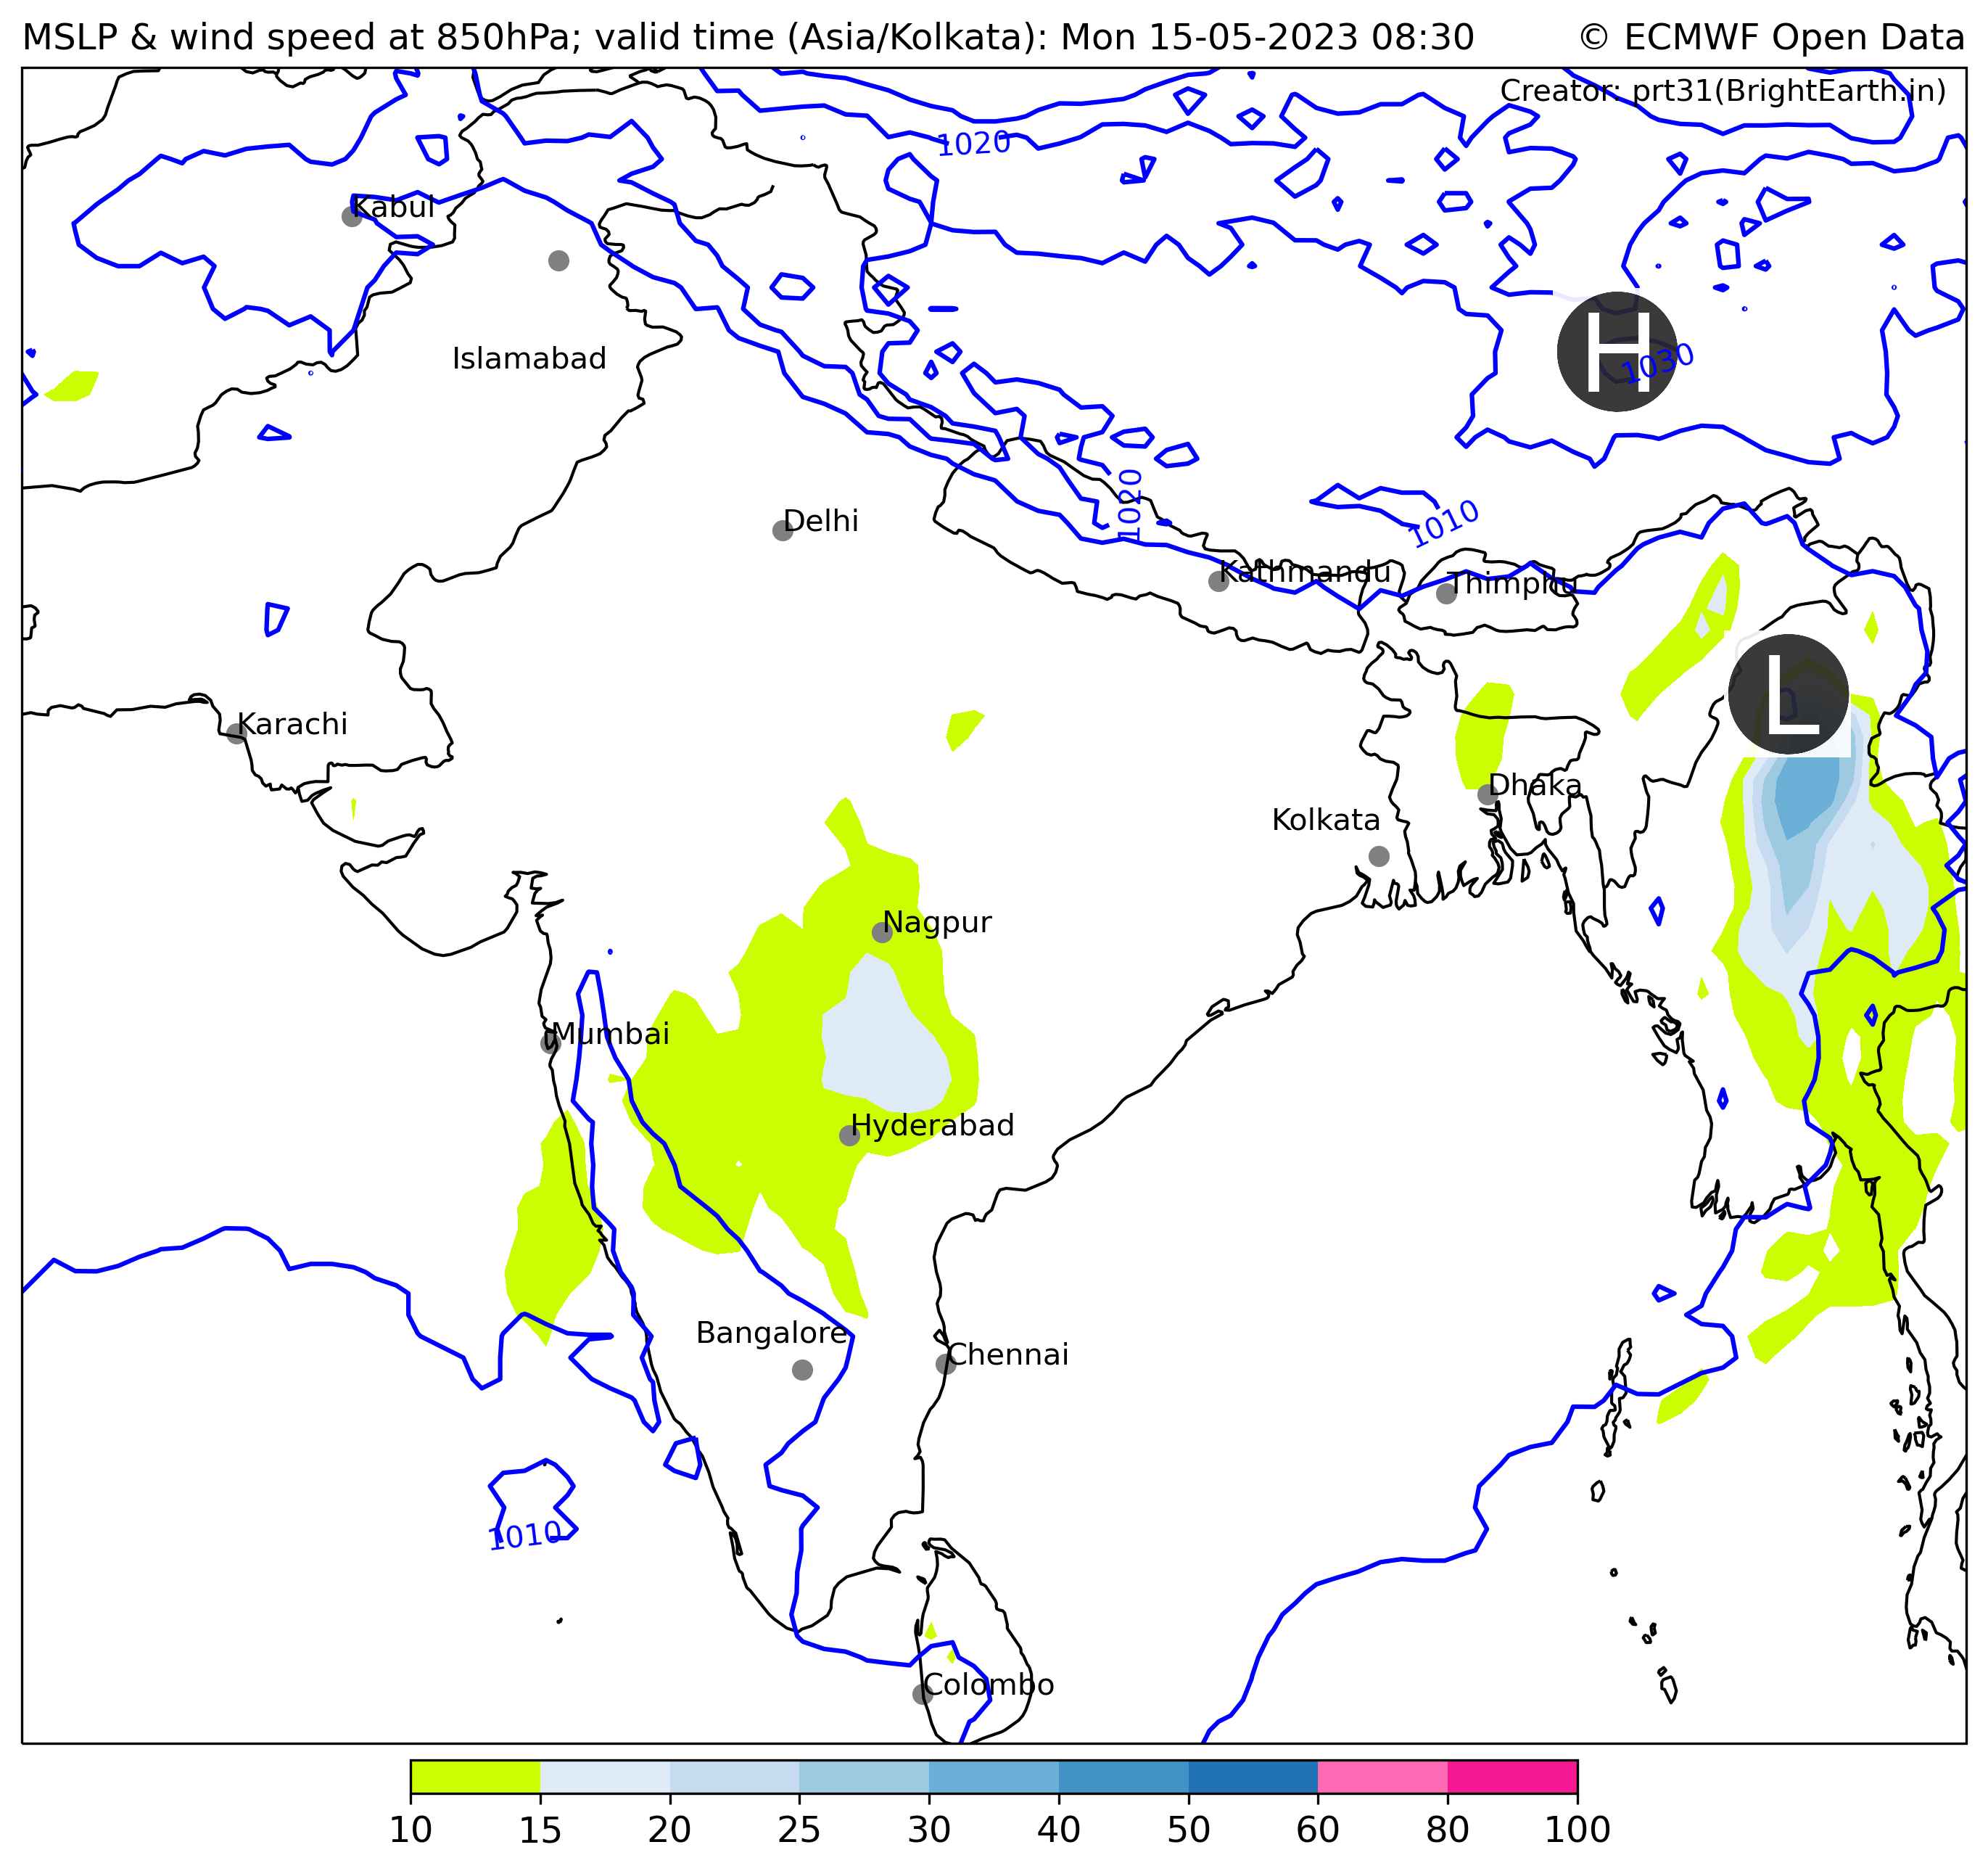 MSLP & wind speed at 850hPa; valid time (Asia/Kolkata): Mon 15-05-2023 08:30 © ECMWF Open Data
Creator: prt31(BrightEarth.in)
1020
Kabul
Islamabad
H
1030
1020
Delhi
1010
Kathmandu
Thimphu
L
Karachi
Dhaka
Kolkata
Nagpur
Mumbai
Hyderabad
Bangalore
Chennai
1010
Colombo
10 15 20 25 30 40 50 60 80 100